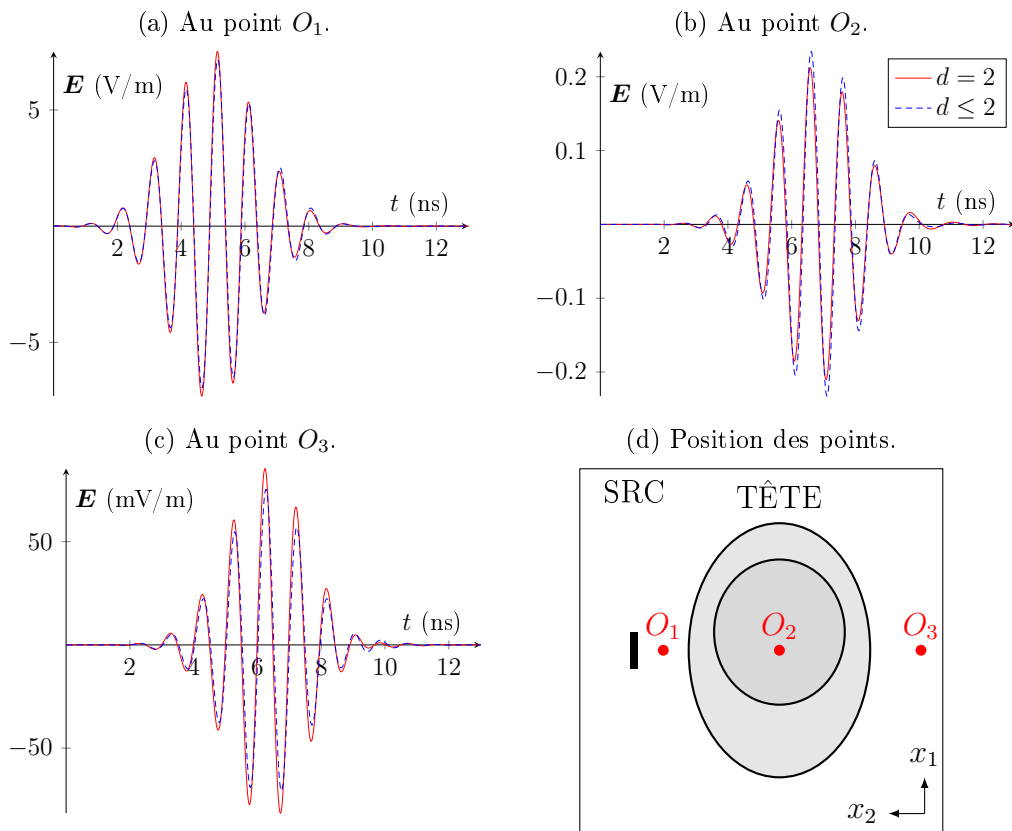 (a) Au point O₁.
E (V/m)
5
−5
t (ns)
2 4 6 8 10 12
(b) Au point O₂.
E (V/m)
0.2
0.1
−0.1
−0.2
d = 2
d ≤ 2
t (ns)
2 4 6 8 10 12
(c) Au point O₃.
E (mV/m)
50
−50
t (ns)
2 4 6 8 10 12
(d) Position des points.
SRC
TÊTE
O₁ O₂ O₃
x₁
x₂